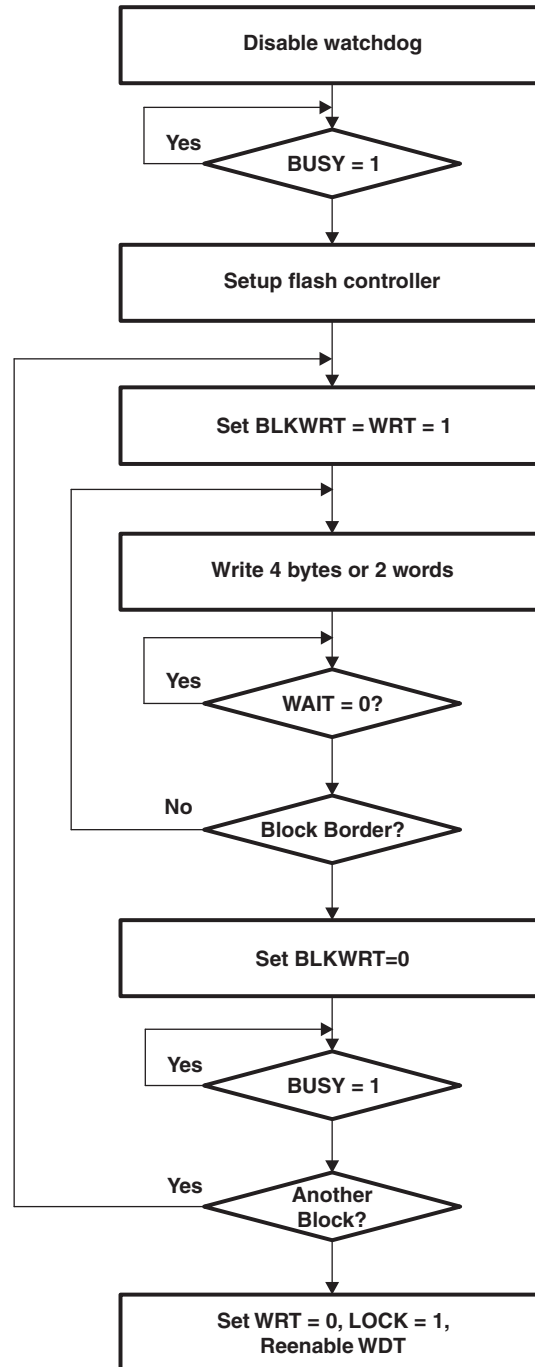 Disable watchdog
Yes
BUSY = 1
Setup flash controller
Set BLKWRT = WRT = 1
Write 4 bytes or 2 words
Yes
WAIT = 0?
No
Block Border?
Set BLKWRT=0
Yes
BUSY = 1
Yes
Another
Block?
Set WRT = 0, LOCK = 1,
Reenable WDT